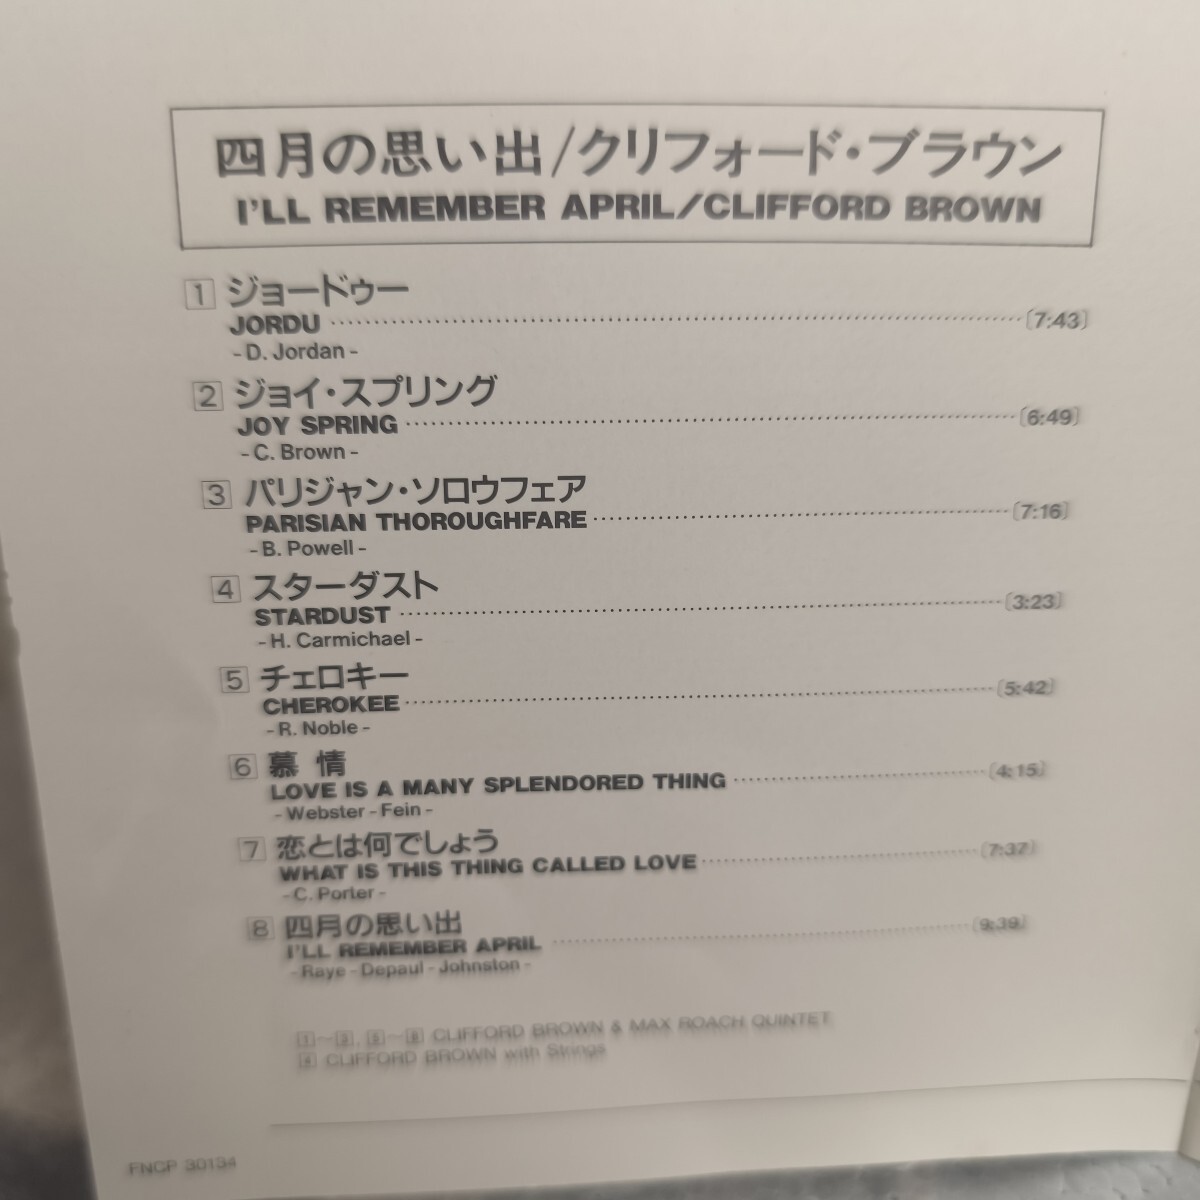 四月の思い出/クリフォード・ブラウン
I'LL REMEMBER APRIL/CLIFFORD BROWN
1 ジョードゥー
JORDU ……………………………………………………〔7:43〕
-D. Jordan-
2 ジョイ・スプリング
JOY SPRING ……………………………………………〔6:49〕
-C. Brown-
3 パリジャン・ソロウフェア
PARISIAN THOROUGHFARE ………………………………〔7:16〕
-B. Powell-
4 スターダスト
STARDUST ……………………………………………〔3:23〕
-H. Carmichael-
5 チェロキー
CHEROKEE ……………………………………………〔5:42〕
-R. Noble-
6 慕 情
LOVE IS A MANY SPLENDORED THING ……………………〔4:15〕
-Webster-Fein-
7 恋とは何でしょう
WHAT IS THIS THING CALLED LOVE ……………………〔7:37〕
-C. Porter-
8 四月の思い出
I'LL REMEMBER APRIL ……………………………………〔9:39〕
-Raye-Depaul-Johnston-
1〜3, 5〜8 CLIFFORD BROWN & MAX ROACH QUINTET
4 CLIFFORD BROWN with Strings
FNCP 30134